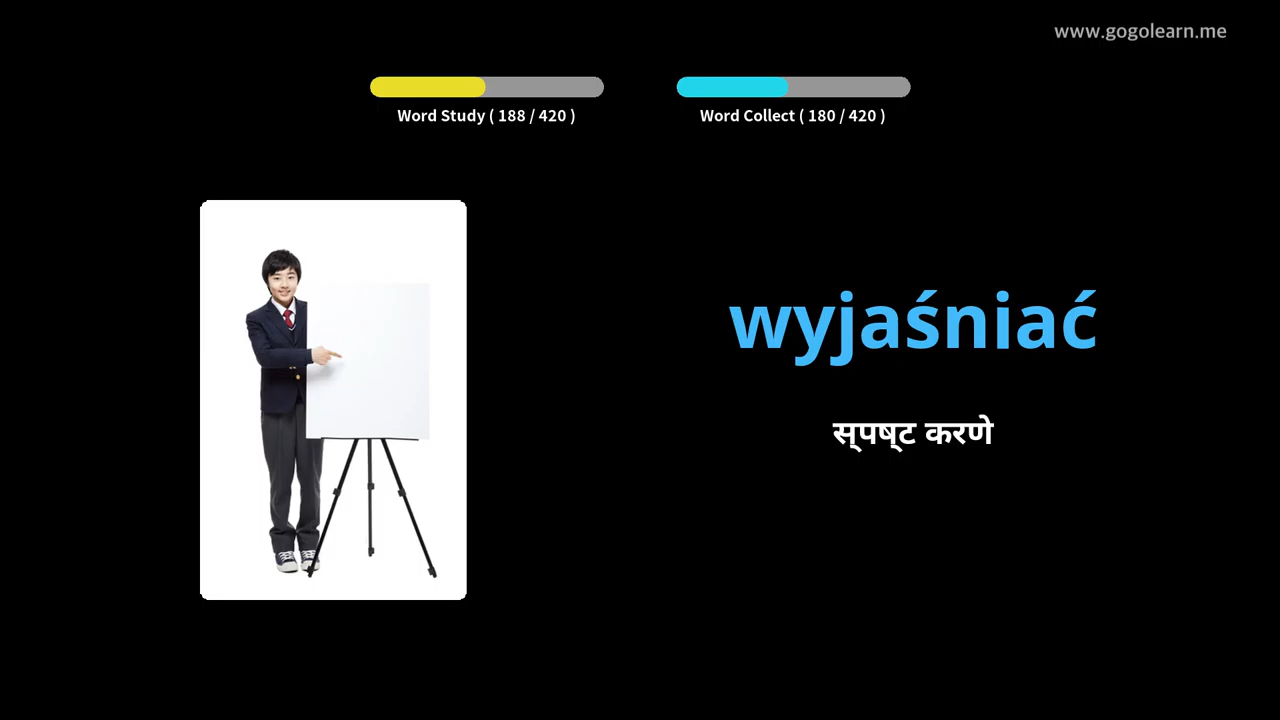 www.gogolearn.me
Word Study ( 188 / 420 )
Word Collect ( 180 / 420 )
wyjaśniać
स्पष्ट करणे